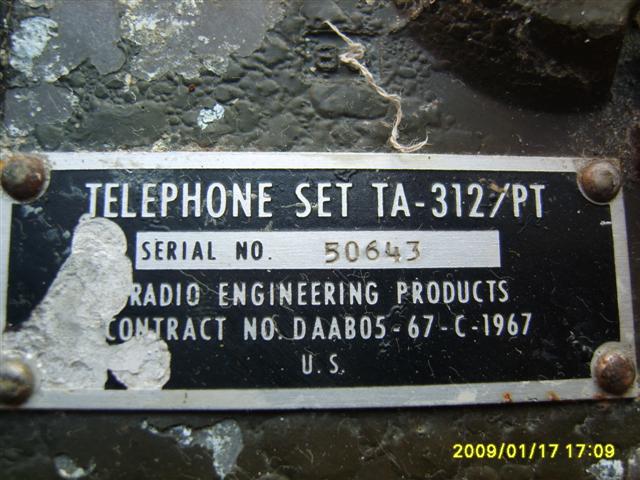 TELEPHONE SET TA-312/PT
SERIAL NO. 50643
RADIO ENGINEERING PRODUCTS
CONTRACT NO. DAAB05-67-C-1967
U.S.
2009/01/17 17:09